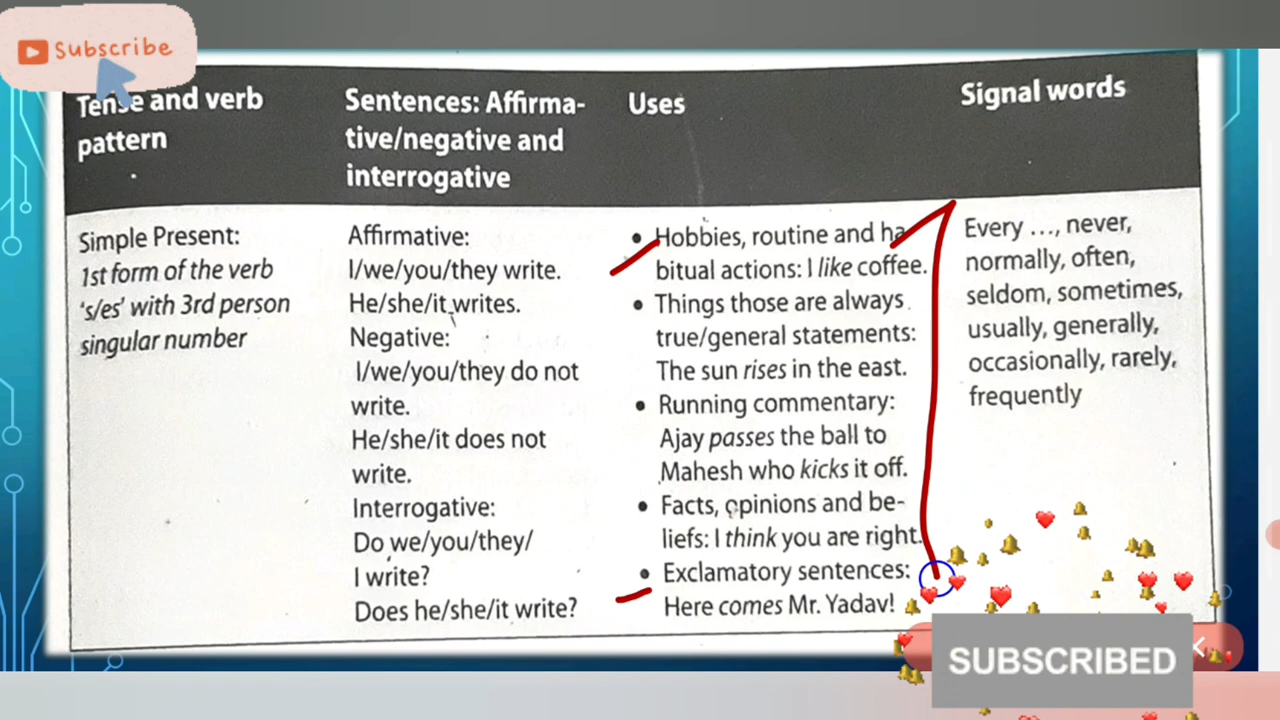 Subscribe
Tense and verb
pattern
Sentences: Affirma-
tive/negative and
interrogative
Uses
Signal words
Simple Present:
1st form of the verb
‘s/es’ with 3rd person
singular number
Affirmative:
I/we/you/they write.
He/she/it writes.
Negative:
I/we/you/they do not
write.
He/she/it does not
write.
Interrogative:
Do we/you/they/
I write?
Does he/she/it write?
• Hobbies, routine and ha-
bitual actions: I like coffee.
• Things those are always
true/general statements:
The sun rises in the east.
• Running commentary:
Ajay passes the ball to
Mahesh who kicks it off.
• Facts, opinions and be-
liefs: I think you are right.
• Exclamatory sentences:
Here comes Mr. Yadav!
Every ..., never,
normally, often,
seldom, sometimes,
usually, generally,
occasionally, rarely,
frequently
SUBSCRIBED